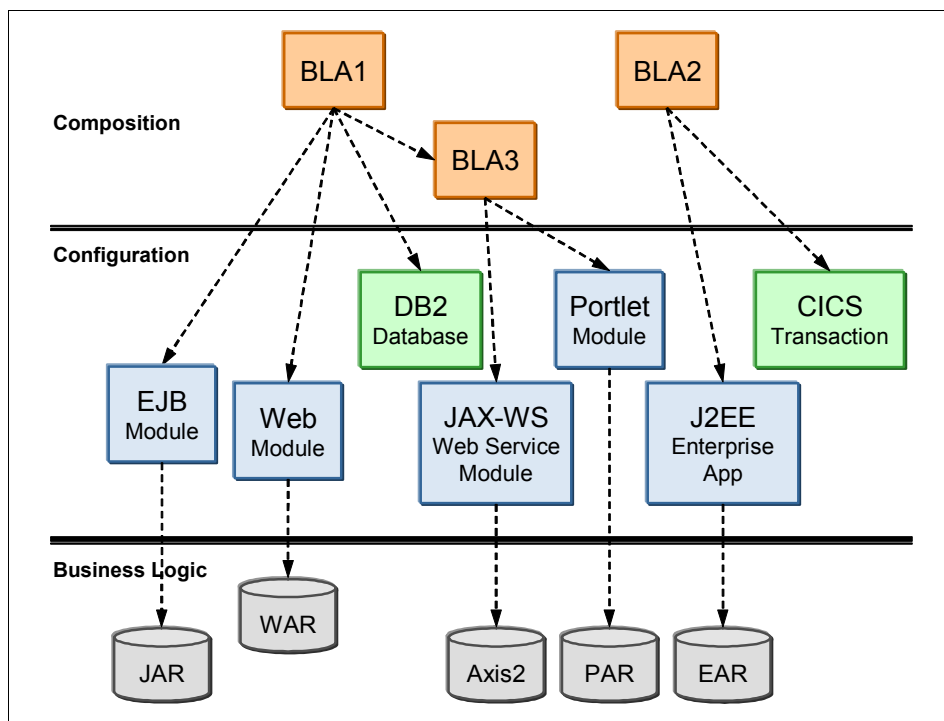 BLA1
BLA2
Composition
BLA3
Configuration
DB2
Database
Portlet
Module
CICS
Transaction
EJB
Module
Web
Module
JAX-WS
Web Service
Module
J2EE
Enterprise
App
Business Logic
WAR
JAR
Axis2
PAR
EAR